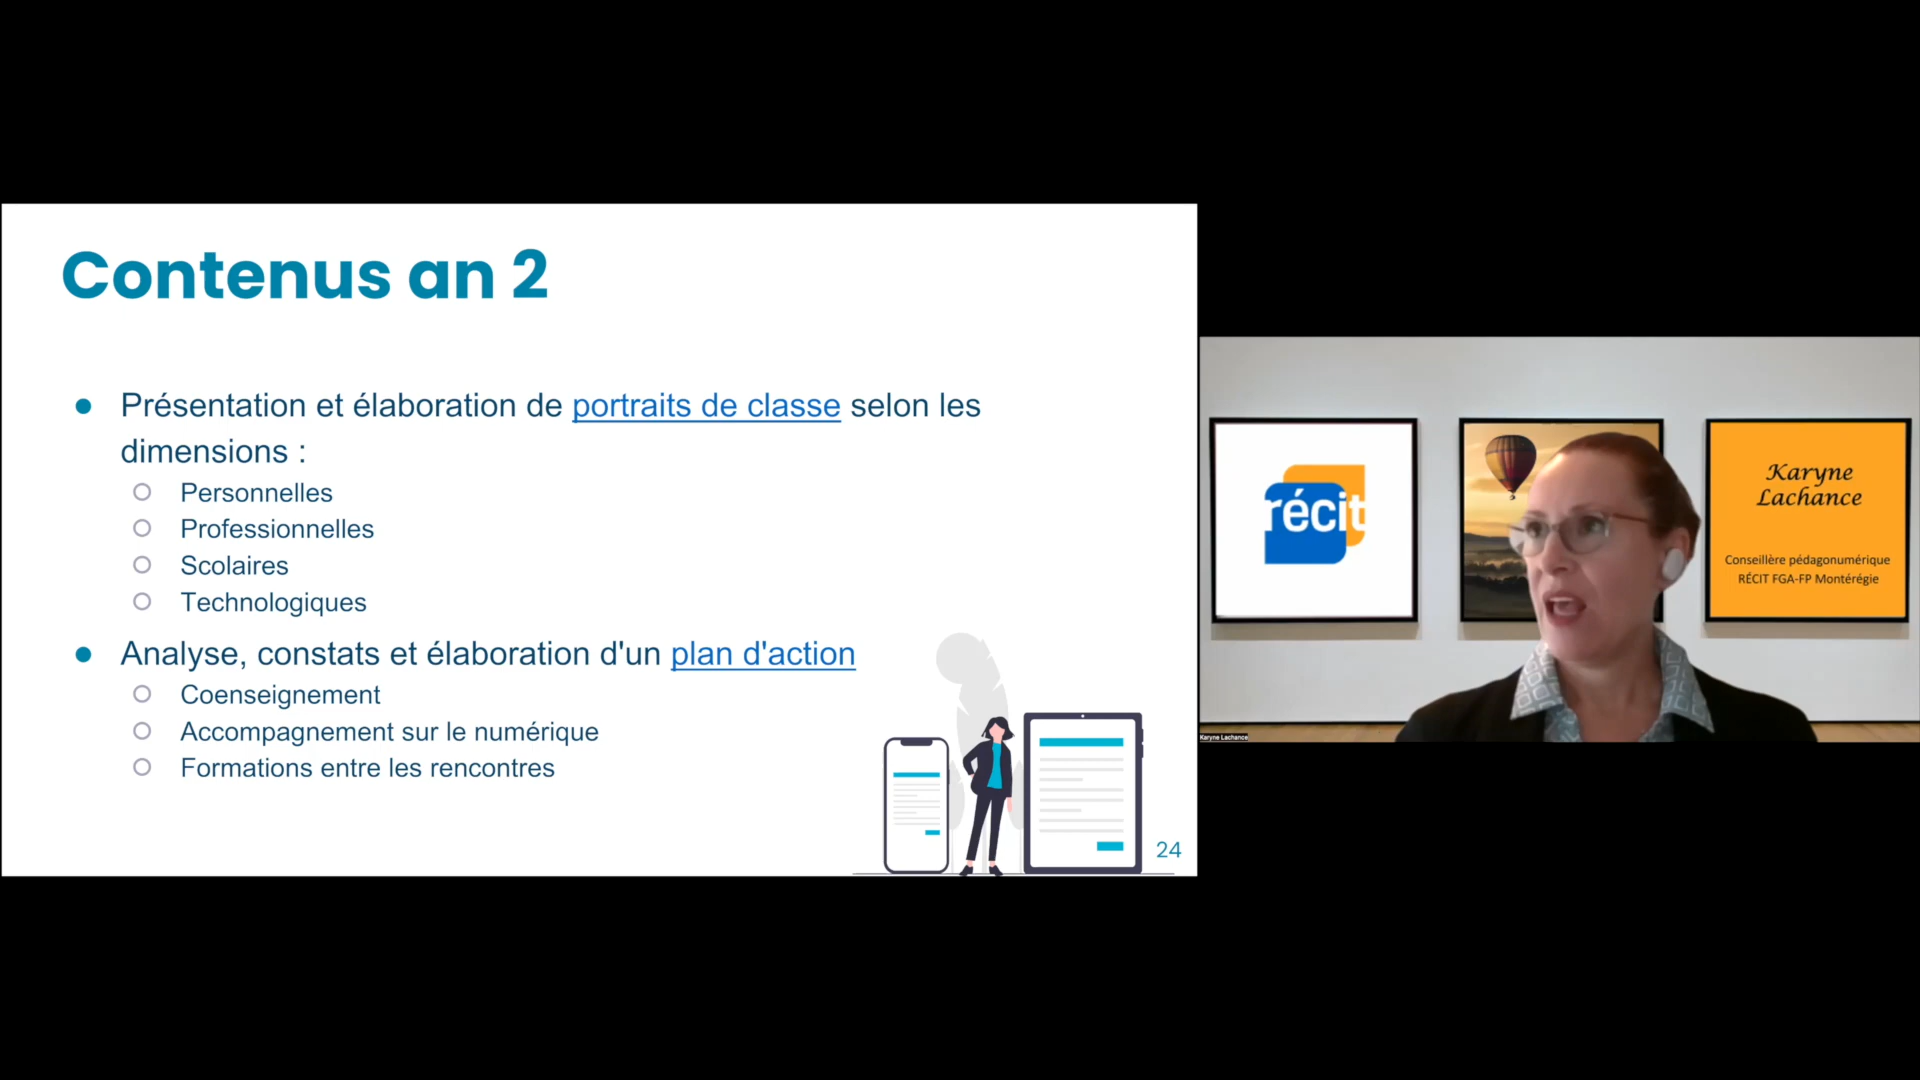 Contenus an 2
Présentation et élaboration de portraits de classe selon les
dimensions :
Personnelles
Professionnelles
Scolaires
Technologiques
Analyse, constats et élaboration d'un plan d'action
Coenseignement
Accompagnement sur le numérique
Formations entre les rencontres
24
récit
Karyne
Lachance
Conseillère pédagonumérique
RÉCIT FGA-FP Montérégie
Karyne Lachance